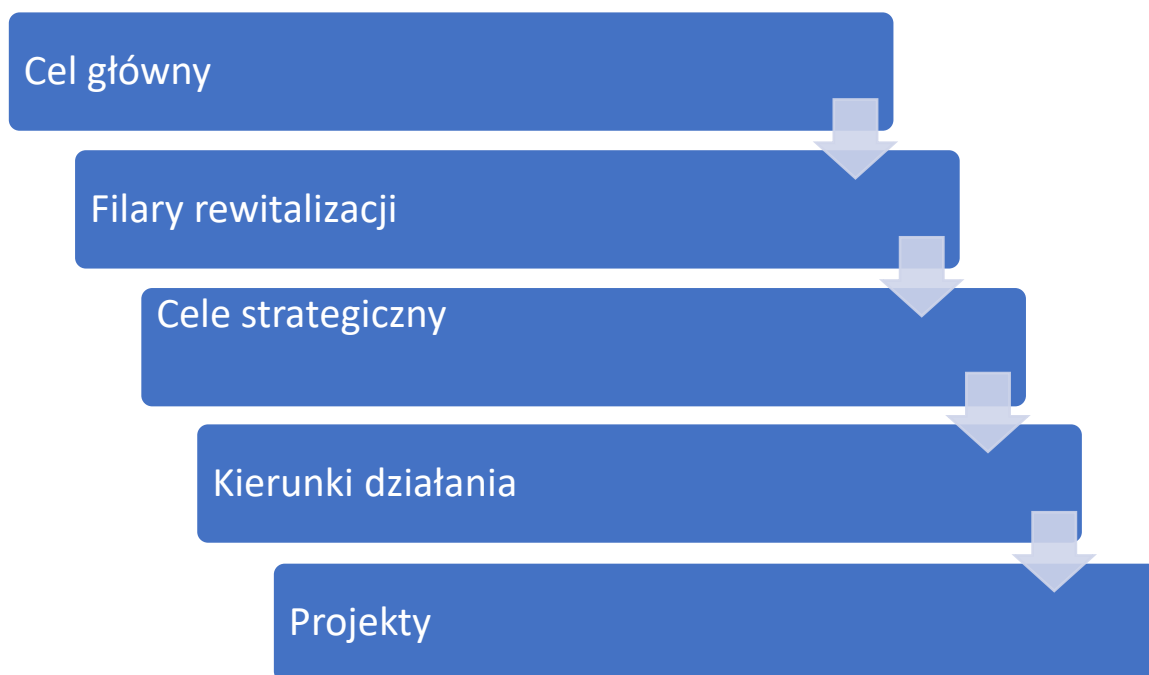 Cel główny
Filary rewitalizacji
Cele strategiczny
Kierunki działania
Projekty